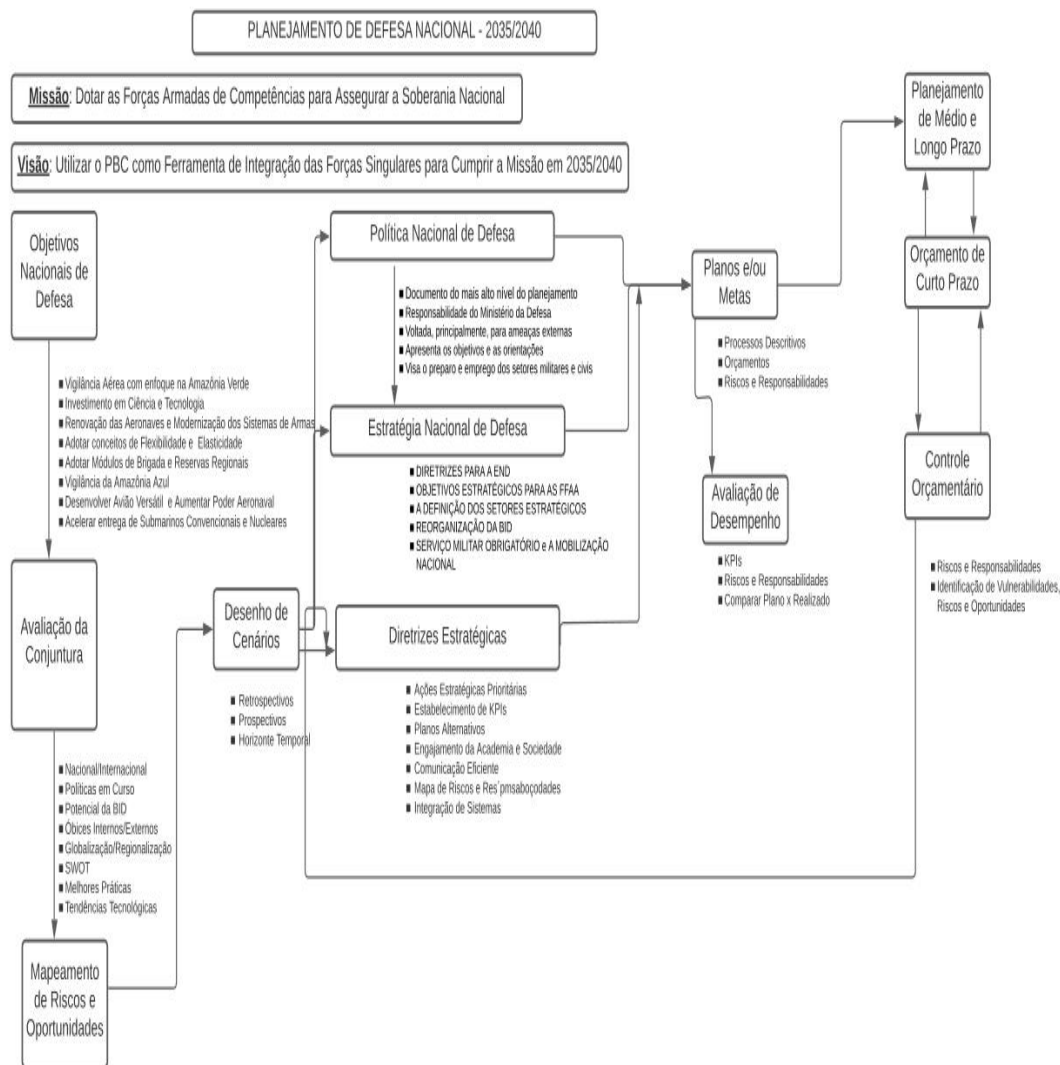 PLANEJAMENTO DE DEFESA NACIONAL - 2035/2040
Missão: Dotar as Forças Armadas de Competências para Assegurar a Soberania Nacional
Visão: Utilizar o PBC como Ferramenta de Integração das Forças Singulares para Cumprir a Missão em 2035/2040
Objetivos
Nacionais de
Defesa
■ Vigilância Aérea com enfoque na Amazônia Verde
■ Investimento em Ciência e Tecnologia
■ Renovação das Aeronaves e Modernização dos Sistemas de Armas
■ Adotar conceitos de Flexibilidade e Elasticidade
■ Adotar Módulos de Brigada e Reservas Regionais
■ Vigilância da Amazônia Azul
■ Desenvolver Avião Versátil e Aumentar Poder Aeronaval
■ Acelerar entrega de Submarinos Convencionais e Nucleares
Avaliação da
Conjuntura
■ Nacional/Internacional
■ Políticas em Curso
■ Potencial da BID
■ Óbices Internos/Externos
■ Globalização/Regionalização
■ SWOT
■ Melhores Práticas
■ Tendências Tecnológicas
Mapeamento
de Riscos e
Oportunidades
Desenho de
Cenários
■ Retrospectivos
■ Prospectivos
■ Horizonte Temporal
Política Nacional de Defesa
■ Documento do mais alto nível do planejamento
■ Responsabilidade do Ministério da Defesa
■ Voltada, principalmente, para ameaças externas
■ Apresenta os objetivos e as orientações
■ Visa o preparo e emprego dos setores militares e civis
Estratégia Nacional de Defesa
■ DIRETRIZES PARA A END
■ OBJETIVOS ESTRATÉGICOS PARA AS FFAA
■ A DEFINIÇÃO DOS SETORES ESTRATÉGICOS
■ REORGANIZAÇÃO DA BID
■ SERVIÇO MILITAR OBRIGATÓRIO e A MOBILIZAÇÃO
NACIONAL
Diretrizes Estratégicas
■ Ações Estratégicas Prioritárias
■ Estabelecimento de KPIs
■ Planos Alternativos
■ Engajamento da Academia e Sociedade
■ Comunicação Eficiente
■ Mapa de Riscos e Res´pmsaboçodades
■ Integração de Sistemas
Planos e/ou
Metas
■ Processos Descritivos
■ Orçamentos
■ Riscos e Responsabilidades
Avaliação de
Desempenho
■ KPIs
■ Riscos e Responsabilidades
■ Comparar Plano x Realizado
Planejamento
de Médio e
Longo Prazo
Orçamento de
Curto Prazo
Controle
Orçamentário
■ Riscos e Responsabilidades
■ Identificação de Vulnerabilidades,
Riscos e Oportunidades